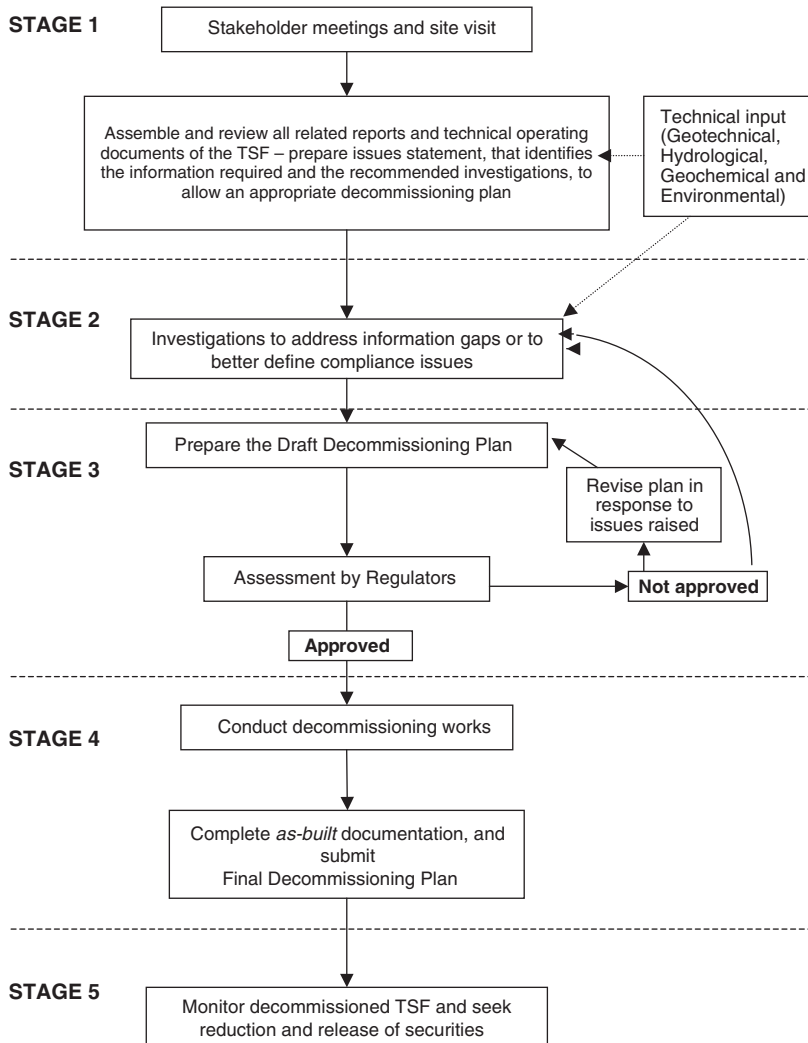 STAGE 1
Stakeholder meetings and site visit
Assemble and review all related reports and technical operating
documents of the TSF – prepare issues statement, that identifies
the information required and the recommended investigations, to
allow an appropriate decommissioning plan
Technical input
(Geotechnical,
Hydrological,
Geochemical and
Environmental)
STAGE 2
Investigations to address information gaps or to
better define compliance issues
STAGE 3
Prepare the Draft Decommissioning Plan
Revise plan in
response to
issues raised
Assessment by Regulators
Not approved
Approved
STAGE 4
Conduct decommissioning works
Complete as-built documentation, and
submit
Final Decommissioning Plan
STAGE 5
Monitor decommissioned TSF and seek
reduction and release of securities